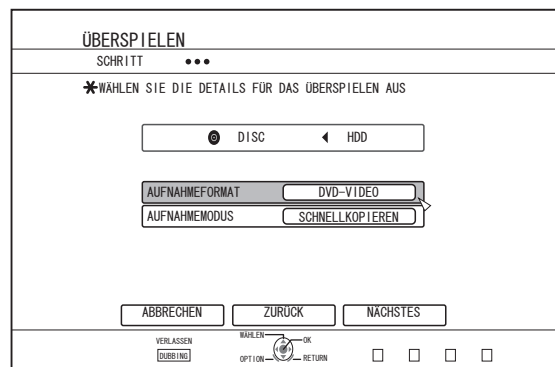 ÜBERSPIELEN
SCHRITT
WÄHLEN SIE DIE DETAILS FÜR DAS ÜBERSPIELEN AUS
DISC HDD
AUFNAHMEFORMAT DVD-VIDEO
AUFNAHMEMODUS SCHNELLKOPIEREN
ABBRECHEN ZURÜCK NÄCHSTES
VERLASSEN WÄHLEN OK
DUBBING OPTION RETURN